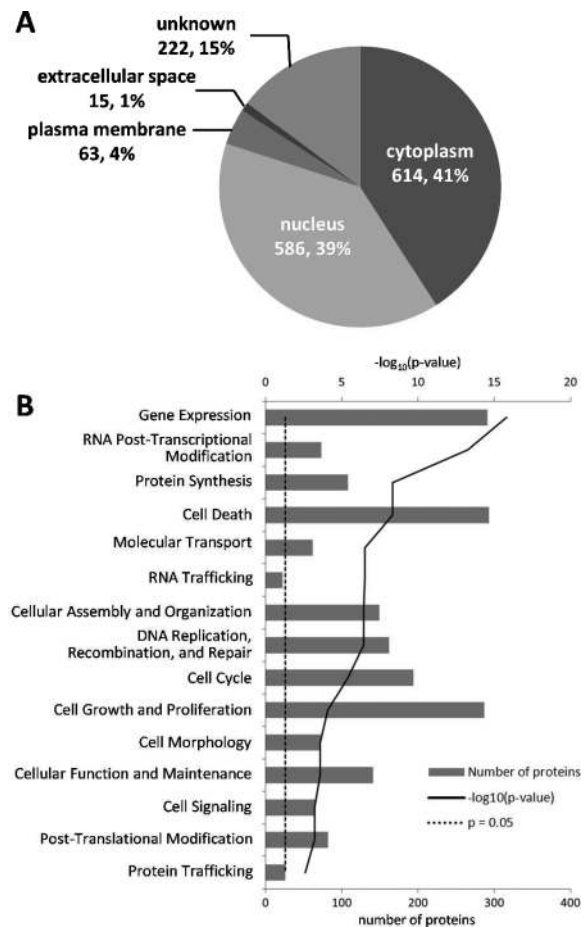 A
unknown
222, 15%
extracellular space
15, 1%
plasma membrane
63, 4%
cytoplasm
614, 41%
nucleus
586, 39%
B
-log10(p-value)
0 5 10 15 20
Gene Expression
RNA Post-Transcriptional
Modification
Protein Synthesis
Cell Death
Molecular Transport
RNA Trafficking
Cellular Assembly and Organization
DNA Replication,
Recombination, and Repair
Cell Cycle
Cell Growth and Proliferation
Cell Morphology
Cellular Function and Maintenance
Cell Signaling
Post-Translational Modification
Protein Trafficking
Number of proteins
-log10(p-value)
p = 0.05
0 100 200 300 400
number of proteins